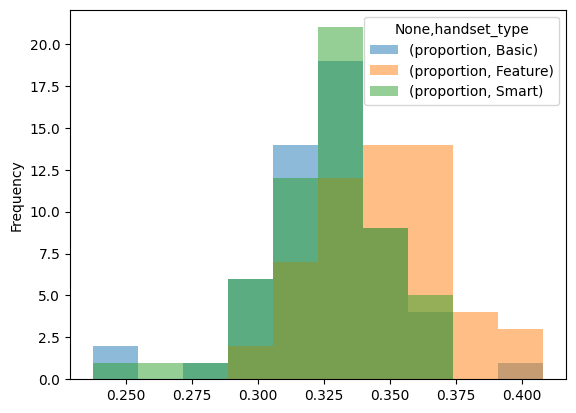 None,handset_type
(proportion, Basic)
(proportion, Feature)
(proportion, Smart)
Frequency
20.0
17.5
15.0
12.5
10.0
7.5
5.0
2.5
0.0
0.250 0.275 0.300 0.325 0.350 0.375 0.400